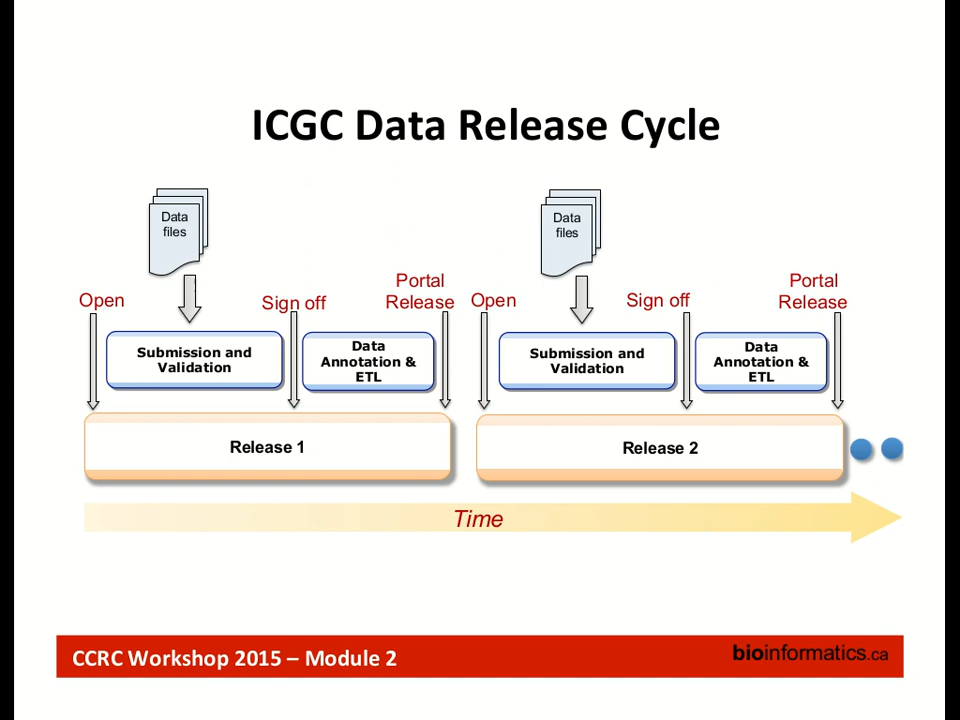 ICGC Data Release Cycle
Data
files
Data
files
Open
Sign off
Portal
Release
Open
Sign off
Portal
Release
Submission and
Validation
Data
Annotation &
ETL
Submission and
Validation
Data
Annotation &
ETL
Release 1
Release 2
Time
CCRC Workshop 2015 – Module 2
bioinformatics.ca